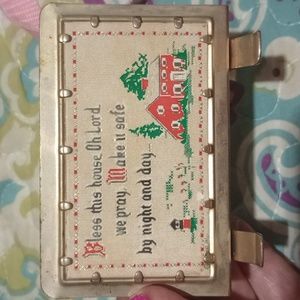 Bless this house Oh Lord
we pray. Make it safe
by night and day...